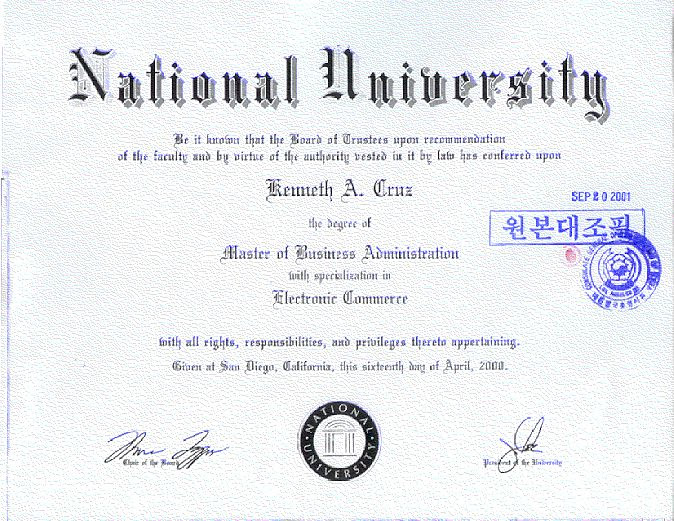 National University
Be it known that the Board of Trustees upon recommendation
of the faculty and by virtue of the authority vested in it by law has conferred upon
Kenneth A. Cruz
the degree of
SEP 20 2001
원본대조필
Master of Business Administration
with specialization in
Electronic Commerce
with all rights, responsibilities, and privileges thereto appertaining.
Given at San Diego, California, this sixteenth day of April, 2000.
NATIONAL UNIVERSITY
Chair of the Board
President of the University